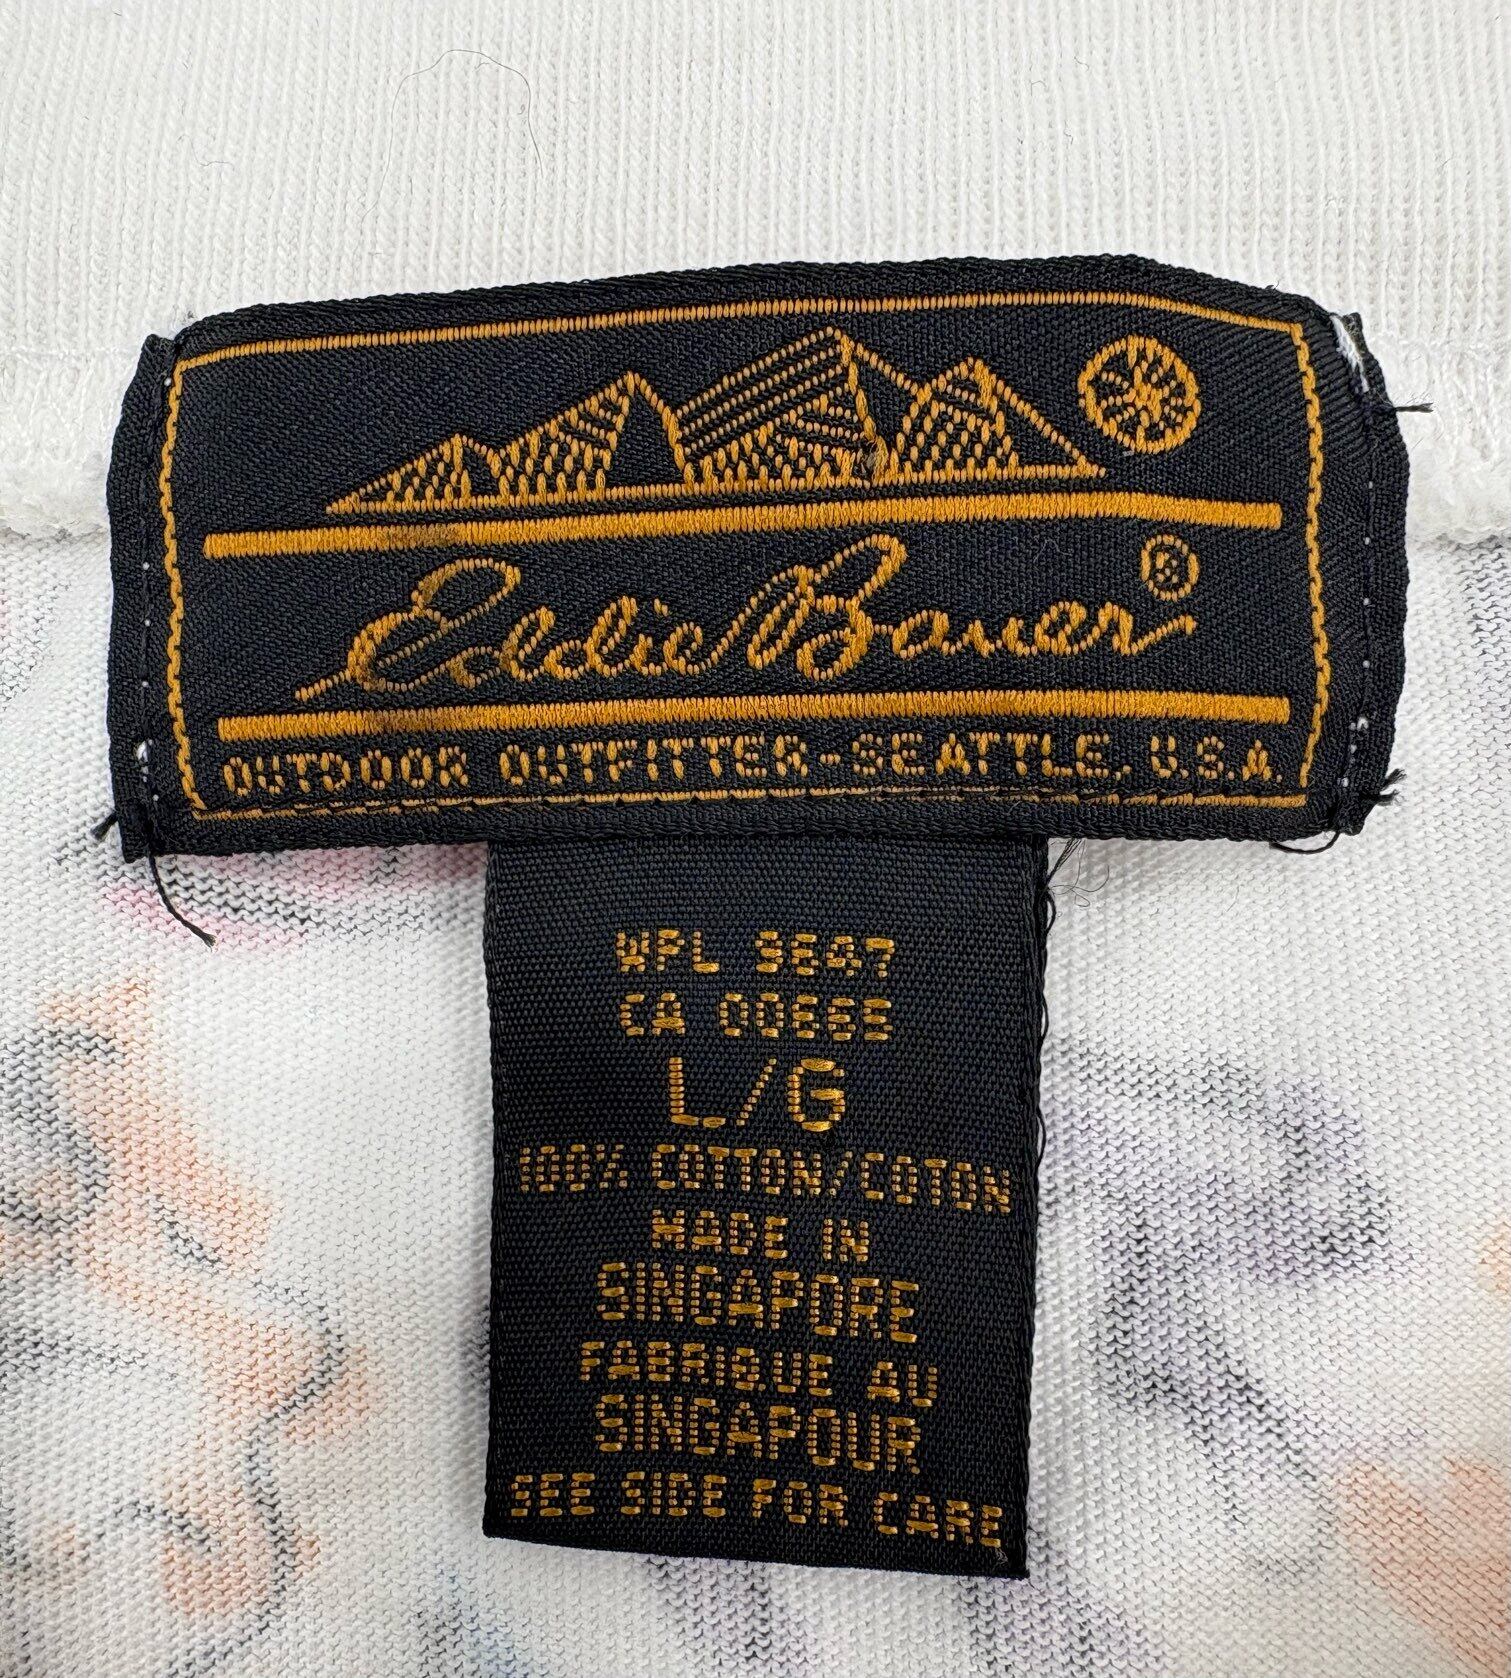 Eddie Bauer®
OUTDOOR OUTFITTER-SEATTLE, U.S.A.
WPL 9647
CA 00665
L/G
100% COTTON/COTON
MADE IN
SINGAPORE
FABRIQUE AU
SINGAPOUR
SEE SIDE FOR CARE